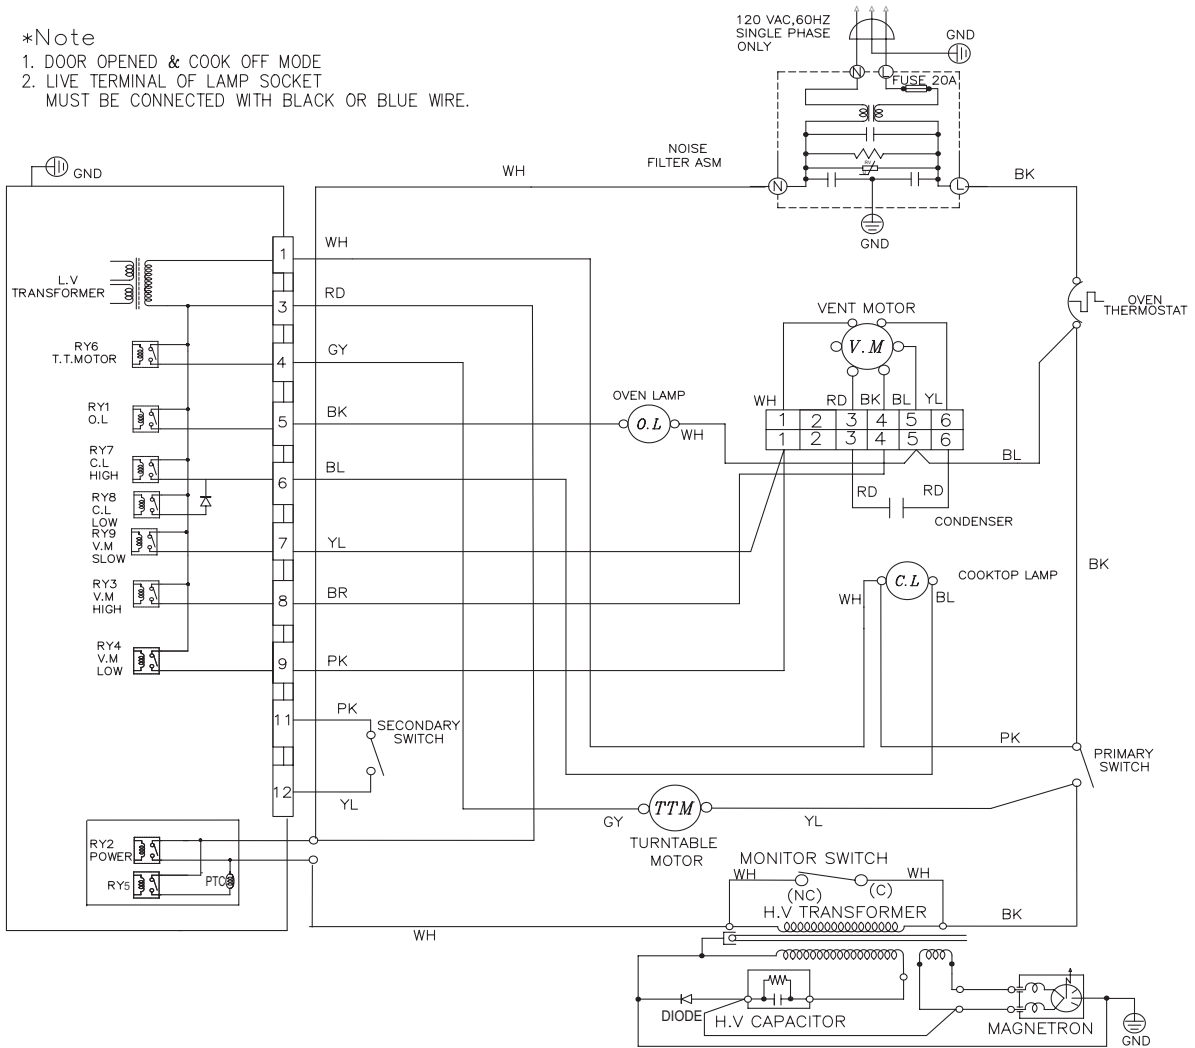 *Note
1. DOOR OPENED & COOK OFF MODE
2. LIVE TERMINAL OF LAMP SOCKET
MUST BE CONNECTED WITH BLACK OR BLUE WIRE.
120 VAC,60HZ
SINGLE PHASE
ONLY
GND
N
L
FUSE 20A
NOISE
FILTER ASM
RV
N
L
GND
WH
BK
GND
L.V
TRANSFORMER
1
WH
3
RD
RY6
T.T.MOTOR
4
GY
RY1
O.L
5
BK
RY7
C.L
HIGH
6
BL
RY8
C.L
LOW
RY9
V.M
SLOW
7
YL
RY3
V.M
HIGH
8
BR
RY4
V.M
LOW
9
PK
11
PK
SECONDARY
SWITCH
12
YL
RY2
POWER
RY5
PTC
OVEN
THERMOSTAT
VENT MOTOR
V.M
WH
RD
BK
BL
YL
1 2 3 4 5 6
1 2 3 4 5 6
OVEN LAMP
O.L
WH
BL
RD
RD
CONDENSER
BK
COOKTOP LAMP
C.L
WH
BL
PK
PRIMARY
SWITCH
TTM
GY
YL
TURNTABLE
MOTOR
MONITOR SWITCH
WH
WH
(NC)
(C)
H.V TRANSFORMER
BK
WH
DIODE
H.V CAPACITOR
MAGNETRON
GND